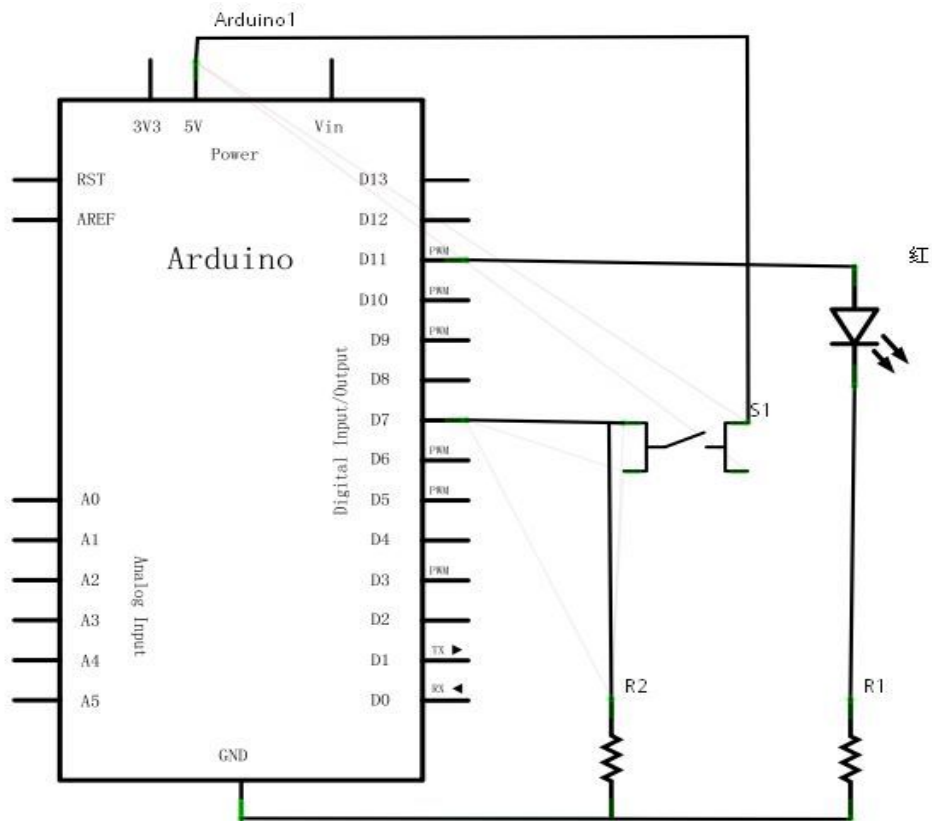 Arduino1
3V3 5V Vin
Power
RST D13
AREF D12
Arduino D11 PWM 红
D10 PWM
D9 PWM
D8
Digital Input/Output
S1
D7
D6 PWM
A0 D5 PWM
A1 D4
A2 D3 PWM
Analog Input
A3 D2
A4 D1 TX
A5 D0 RX
R2 R1
GND